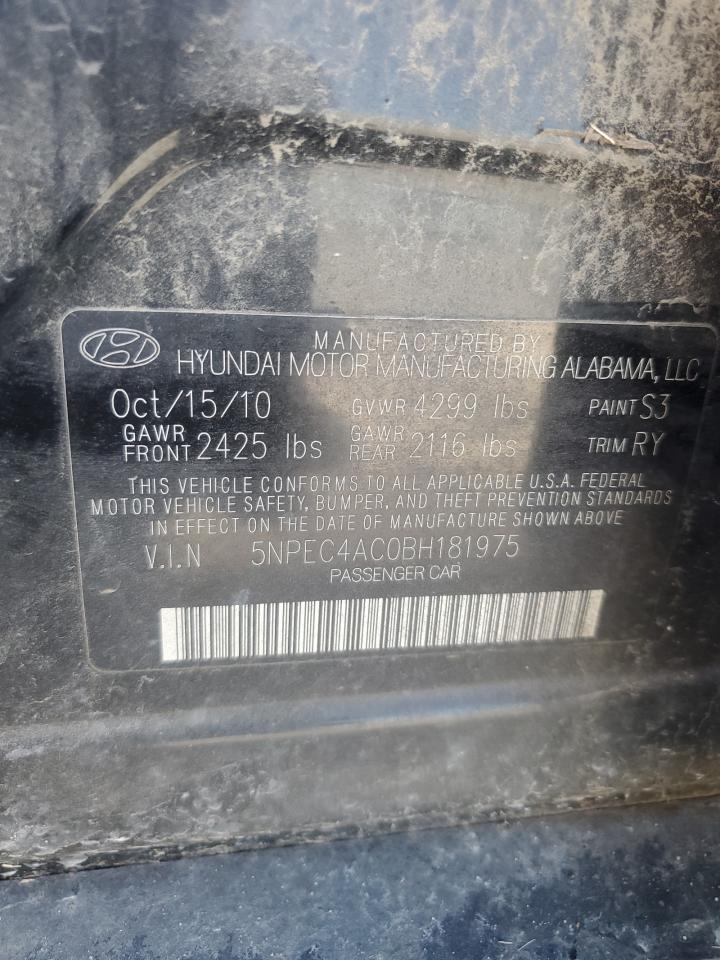 MANUFACTURED BY
HYUNDAI MOTOR MANUFACTURING ALABAMA, LLC
Oct/15/10 GVWR 4299 lbs PAINT S3
GAWR FRONT 2425 lbs GAWR REAR 2116 lbs TRIM RY
THIS VEHICLE CONFORMS TO ALL APPLICABLE U.S.A. FEDERAL
MOTOR VEHICLE SAFETY, BUMPER, AND THEFT PREVENTION STANDARDS
IN EFFECT ON THE DATE OF MANUFACTURE SHOWN ABOVE
V.I.N 5NPEC4AC0BH181975
PASSENGER CAR